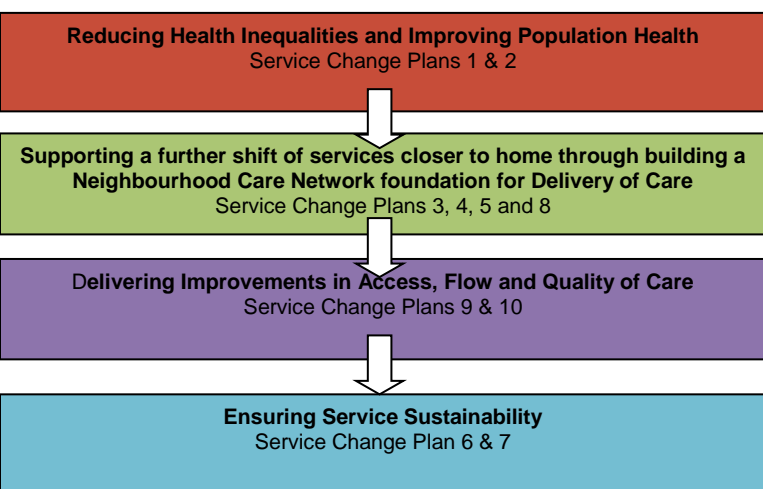 Reducing Health Inequalities and Improving Population Health
Service Change Plans 1 & 2
Supporting a further shift of services closer to home through building a
Neighbourhood Care Network foundation for Delivery of Care
Service Change Plans 3, 4, 5 and 8
Delivering Improvements in Access, Flow and Quality of Care
Service Change Plans 9 & 10
Ensuring Service Sustainability
Service Change Plan 6 & 7